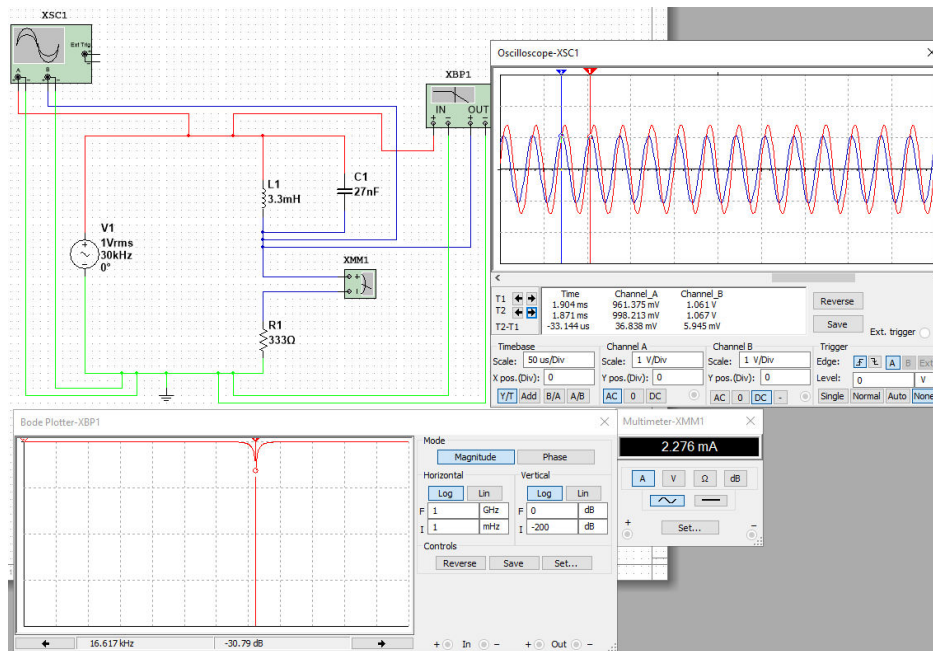 XSC1
Ext Trig
A
B
XBP1
IN OUT
L1
3.3mH
C1
27nF
V1
1Vrms
30kHz
0°
XMM1
R1
333Ω
Oscilloscope-XSC1
T1
T2
T2-T1
Time Channel_A Channel_B
1.904 ms 961.375 mV 1.061 V
1.871 ms 998.213 mV 1.067 V
-33.144 us 36.838 mV 5.945 mV
Reverse
Save
Ext. trigger
Timebase
Scale: 50 us/Div
X pos.(Div): 0
Y/T Add B/A A/B
Channel A
Scale: 1 V/Div
Y pos.(Div): 0
AC 0 DC
Channel B
Scale: 1 V/Div
Y pos.(Div): 0
AC 0 DC -
Trigger
Edge: A B Ext
Level: 0 V
Single Normal Auto None
Bode Plotter-XBP1
Mode
Magnitude Phase
Horizontal Vertical
Log Lin Log Lin
F 1 GHz F 0 dB
I 1 mHz I -200 dB
Controls
Reverse Save Set...
16.617 kHz -30.79 dB
+ In - + Out -
Multimeter-XMM1
2.276 mA
A V Ω dB
Set...
+ -